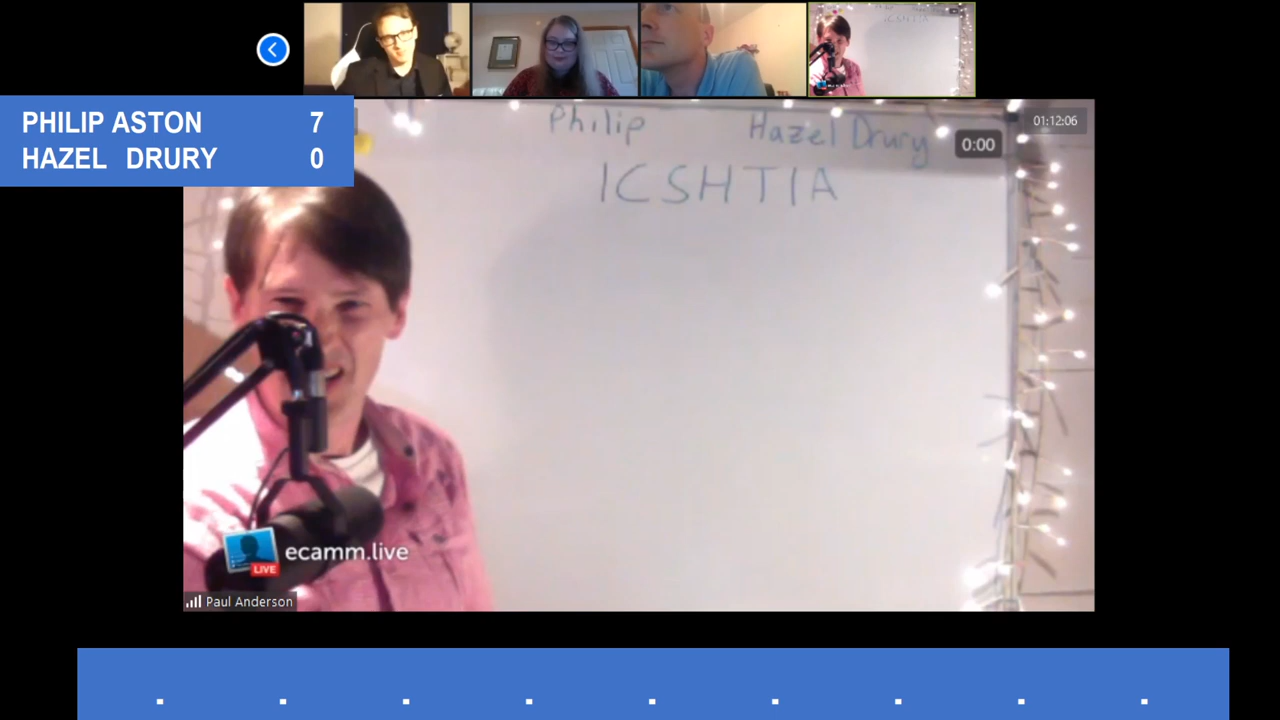 PHILIP ASTON 7
HAZEL DRURY 0
Philip Hazel Drury
01:12:06
0:00
ICSHTIA
ecamm.live
LIVE
Paul Anderson